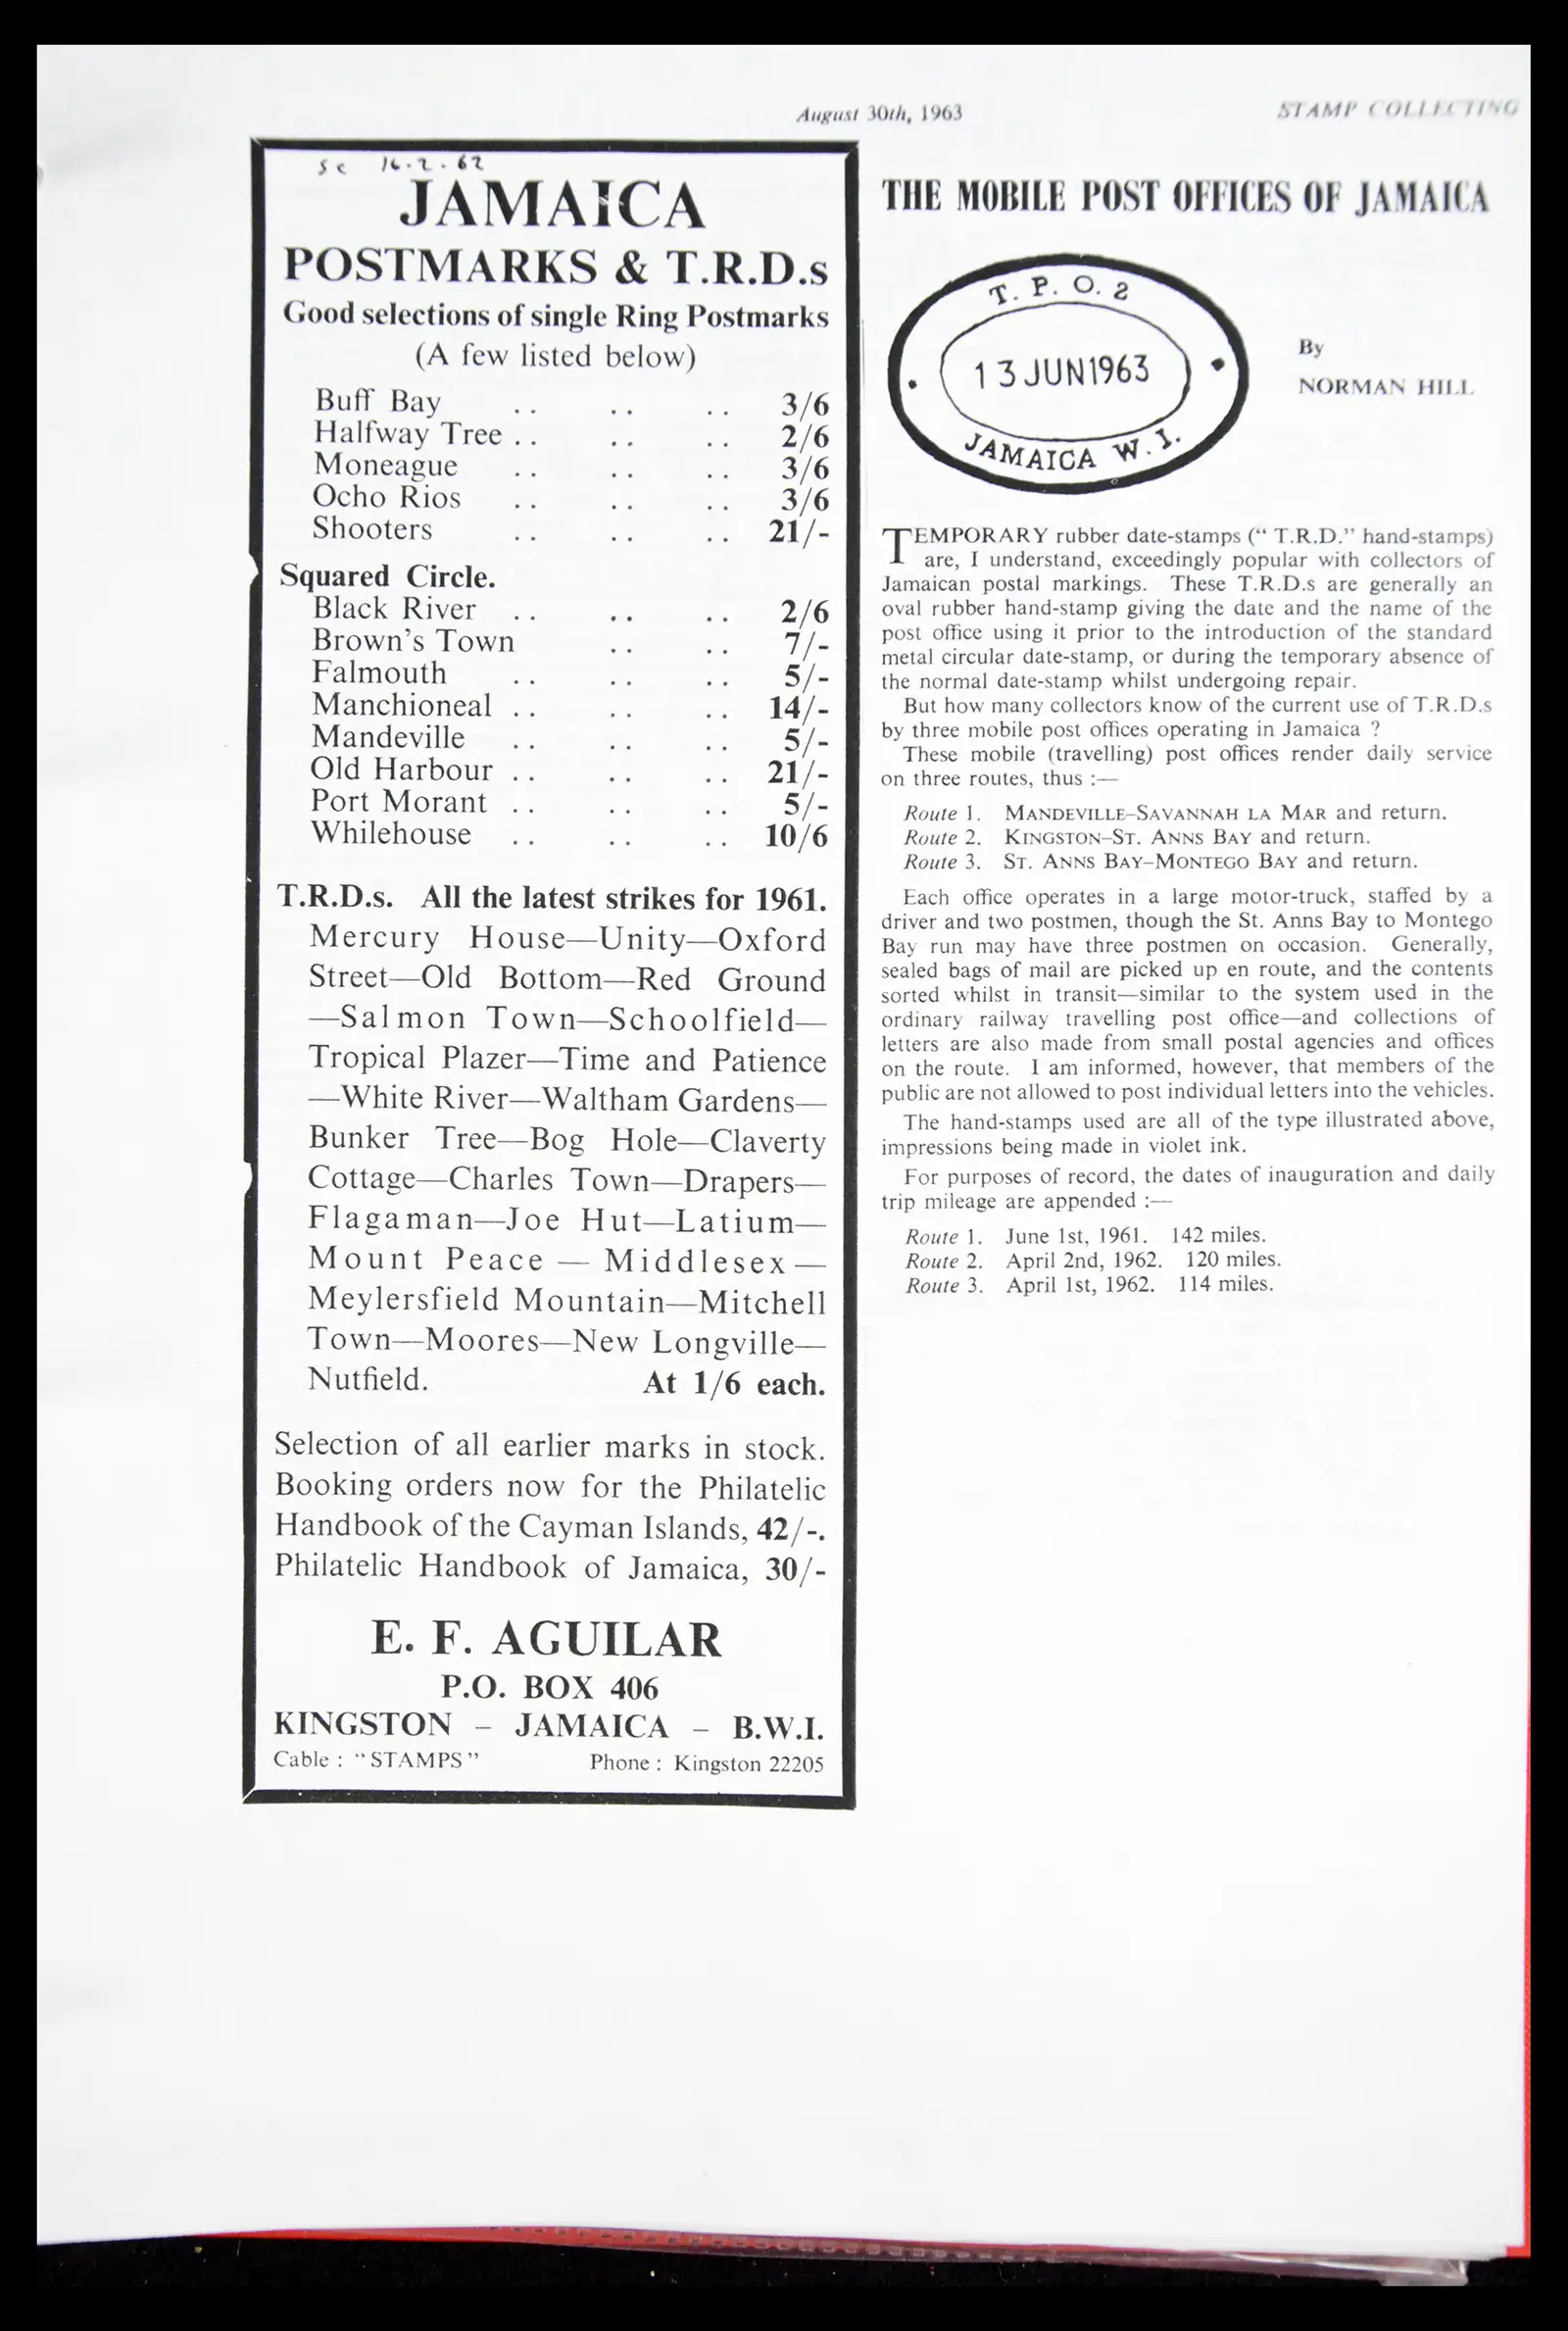 August 30th, 1963
STAMP COLLECTING
sc 16.2.62
JAMAICA
POSTMARKS & T.R.D.s
Good selections of single Ring Postmarks
(A few listed below)
Buff Bay .. .. .. 3/6
Halfway Tree .. .. .. 2/6
Moneague .. .. .. 3/6
Ocho Rios .. .. .. 3/6
Shooters .. .. .. 21/-
Squared Circle.
Black River .. .. .. 2/6
Brown's Town .. .. 7/-
Falmouth .. .. .. 5/-
Manchioneal .. .. .. 14/-
Mandeville .. .. .. 5/-
Old Harbour .. .. .. 21/-
Port Morant .. .. .. 5/-
Whilehouse .. .. .. 10/6
T.R.D.s. All the latest strikes for 1961.
Mercury House—Unity—Oxford
Street—Old Bottom—Red Ground
—Salmon Town—Schoolfield—
Tropical Plazer—Time and Patience
—White River—Waltham Gardens—
Bunker Tree—Bog Hole—Claverty
Cottage—Charles Town—Drapers—
Flagaman—Joe Hut—Latium—
Mount Peace — Middlesex —
Meylersfield Mountain—Mitchell
Town—Moores—New Longville—
Nutfield. At 1/6 each.
Selection of all earlier marks in stock.
Booking orders now for the Philatelic
Handbook of the Cayman Islands, 42/-.
Philatelic Handbook of Jamaica, 30/-
E. F. AGUILAR
P.O. BOX 406
KINGSTON – JAMAICA – B.W.I.
Cable : "STAMPS" Phone : Kingston 22205
THE MOBILE POST OFFICES OF JAMAICA
T. P. O. 2
13 JUN 1963
JAMAICA W. I.
By
NORMAN HILL
TEMPORARY rubber date-stamps (" T.R.D." hand-stamps)
are, I understand, exceedingly popular with collectors of
Jamaican postal markings. These T.R.D.s are generally an
oval rubber hand-stamp giving the date and the name of the
post office using it prior to the introduction of the standard
metal circular date-stamp, or during the temporary absence of
the normal date-stamp whilst undergoing repair.
But how many collectors know of the current use of T.R.D.s
by three mobile post offices operating in Jamaica ?
These mobile (travelling) post offices render daily service
on three routes, thus :—
Route 1. MANDEVILLE–SAVANNAH LA MAR and return.
Route 2. KINGSTON–ST. ANNS BAY and return.
Route 3. ST. ANNS BAY–MONTEGO BAY and return.
Each office operates in a large motor-truck, staffed by a
driver and two postmen, though the St. Anns Bay to Montego
Bay run may have three postmen on occasion. Generally,
sealed bags of mail are picked up en route, and the contents
sorted whilst in transit—similar to the system used in the
ordinary railway travelling post office—and collections of
letters are also made from small postal agencies and offices
on the route. I am informed, however, that members of the
public are not allowed to post individual letters into the vehicles.
The hand-stamps used are all of the type illustrated above,
impressions being made in violet ink.
For purposes of record, the dates of inauguration and daily
trip mileage are appended :—
Route 1. June 1st, 1961. 142 miles.
Route 2. April 2nd, 1962. 120 miles.
Route 3. April 1st, 1962. 114 miles.